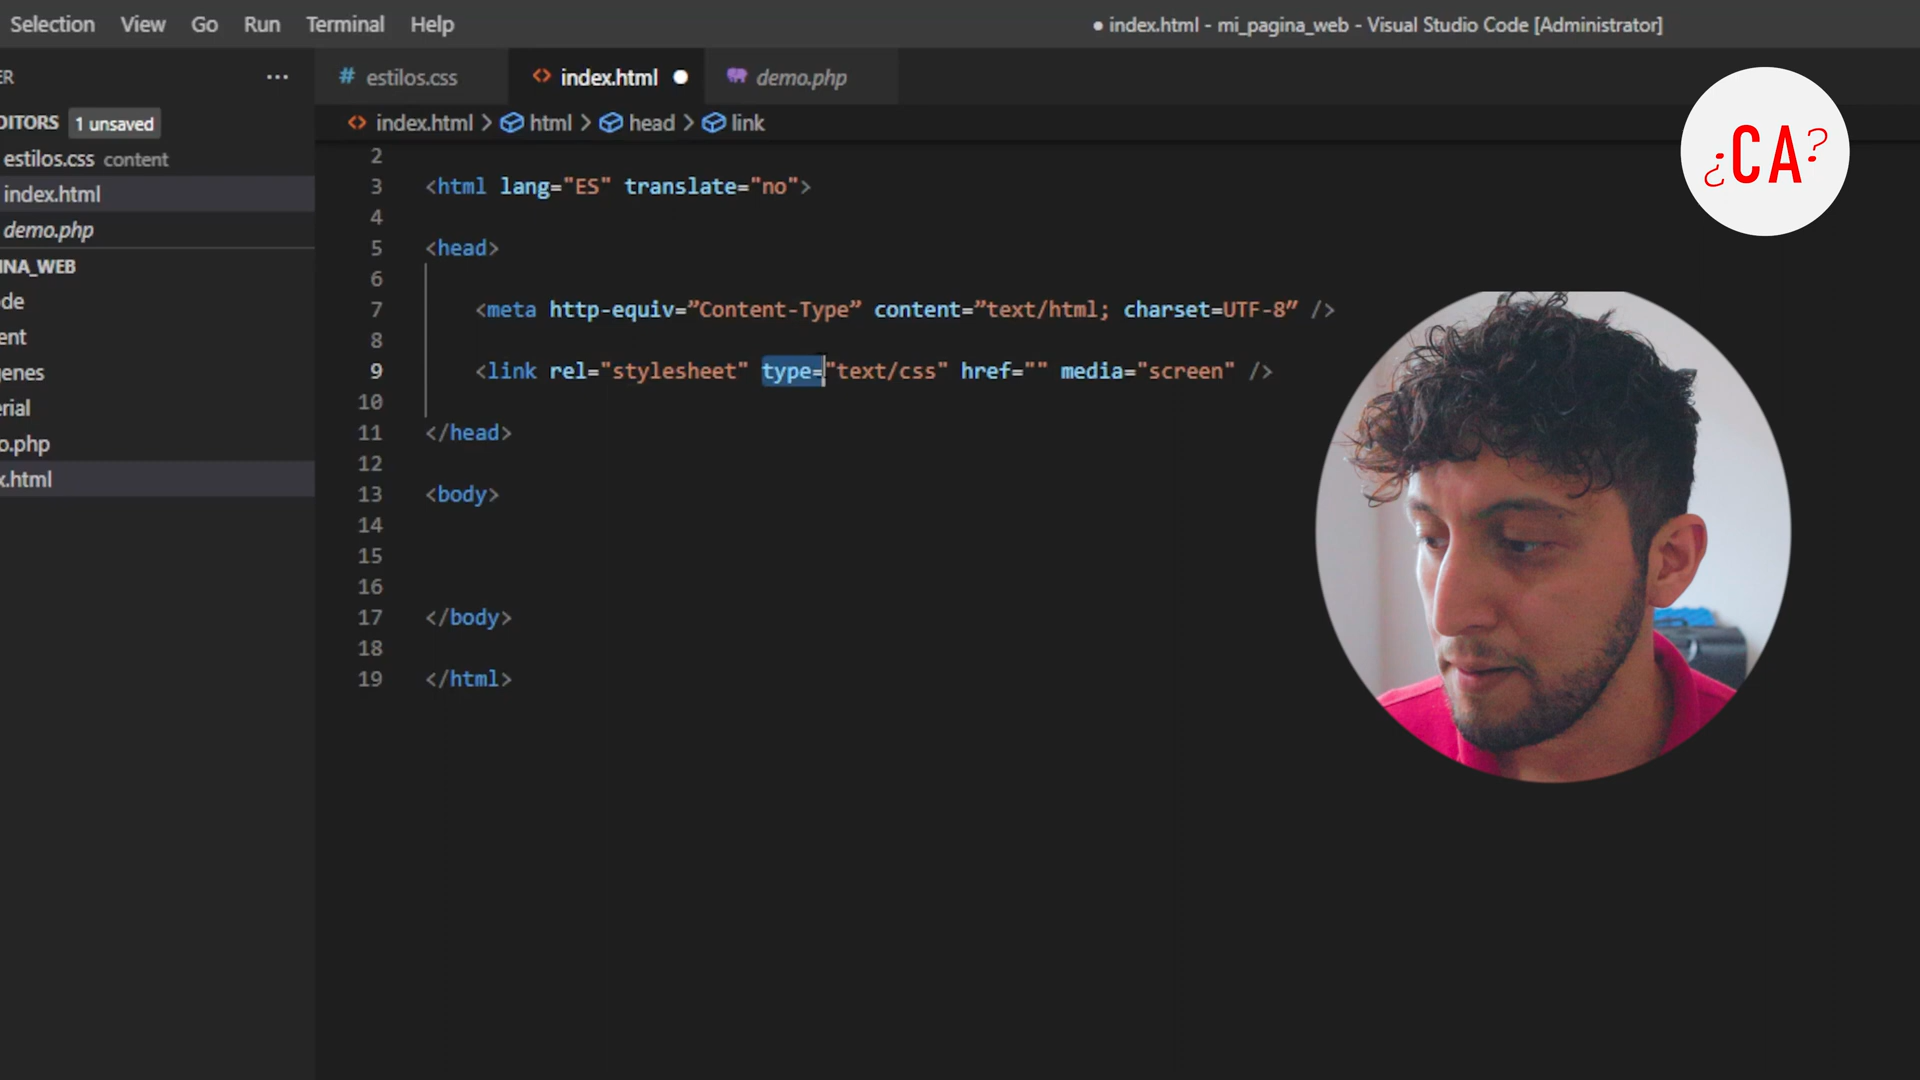 Selection View Go Run Terminal Help
● index.html - mi_pagina_web - Visual Studio Code [Administrator]
ER ···
# estilos.css <> index.html ● demo.php
DITORS 1 unsaved
<> index.html > html > head > link
estilos.css content
index.html
demo.php
INA_WEB
de
ent
genes
erial
o.php
x.html
2
3 <html lang="ES" translate="no">
4
5 <head>
6
7 <meta http-equiv=”Content-Type” content=”text/html; charset=UTF-8” />
8
9 <link rel="stylesheet" type="text/css" href="" media="screen" />
10
11 </head>
12
13 <body>
14
15
16
17 </body>
18
19 </html>
¿CA?